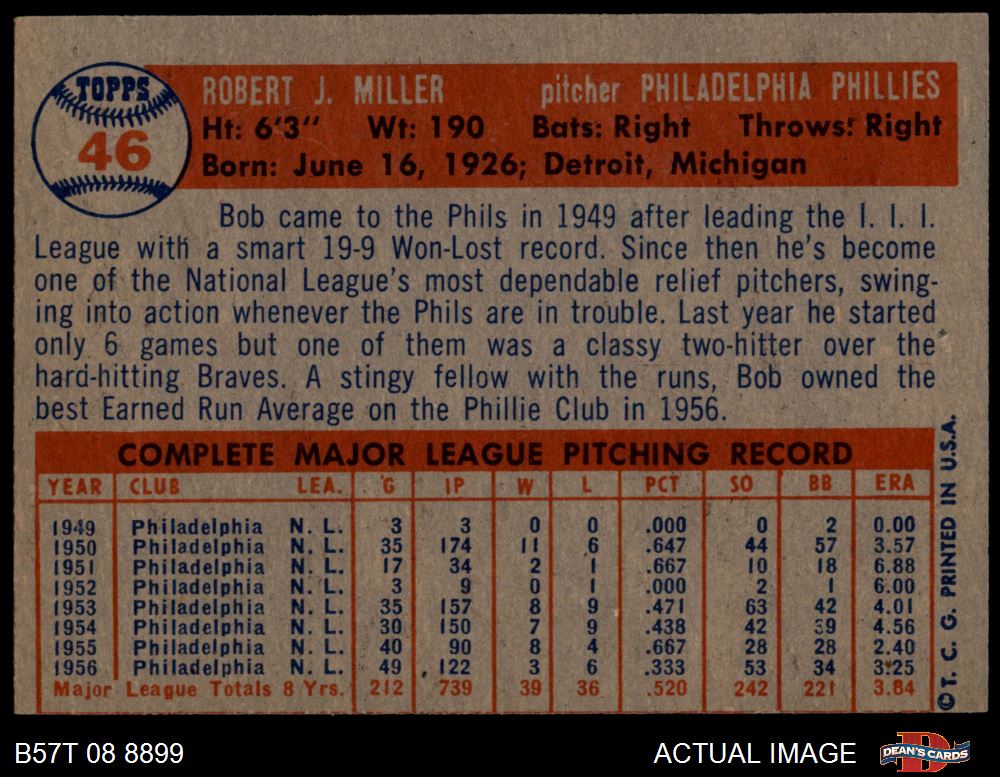 TOPPS
46
ROBERT J. MILLER pitcher PHILADELPHIA PHILLIES
Ht: 6'3" Wt: 190 Bats: Right Throws: Right
Born: June 16, 1926; Detroit, Michigan
Bob came to the Phils in 1949 after leading the I. I. I.
League with a smart 19-9 Won-Lost record. Since then he's become
one of the National League's most dependable relief pitchers, swing-
ing into action whenever the Phils are in trouble. Last year he started
only 6 games but one of them was a classy two-hitter over the
hard-hitting Braves. A stingy fellow with the runs, Bob owned the
best Earned Run Average on the Phillie Club in 1956.
COMPLETE MAJOR LEAGUE PITCHING RECORD
YEAR CLUB LEA. G IP W L PCT SO BB ERA
1949 Philadelphia N. L. 3 3 0 0 .000 0 2 0.00
1950 Philadelphia N. L. 35 174 11 6 .647 44 57 3.57
1951 Philadelphia N. L. 17 34 2 1 .667 10 18 6.88
1952 Philadelphia N. L. 3 9 0 1 .000 2 1 6.00
1953 Philadelphia N. L. 35 157 8 9 .471 63 42 4.01
1954 Philadelphia N. L. 30 150 7 9 .438 42 39 4.56
1955 Philadelphia N. L. 40 90 8 4 .667 28 28 2.40
1956 Philadelphia N. L. 49 122 3 6 .333 53 34 3.25
Major League Totals 8 Yrs. 212 739 39 36 .520 242 221 3.84
©T. C. G. PRINTED IN U.S.A.
B57T 08 8899
ACTUAL IMAGE
DEAN'S CARDS